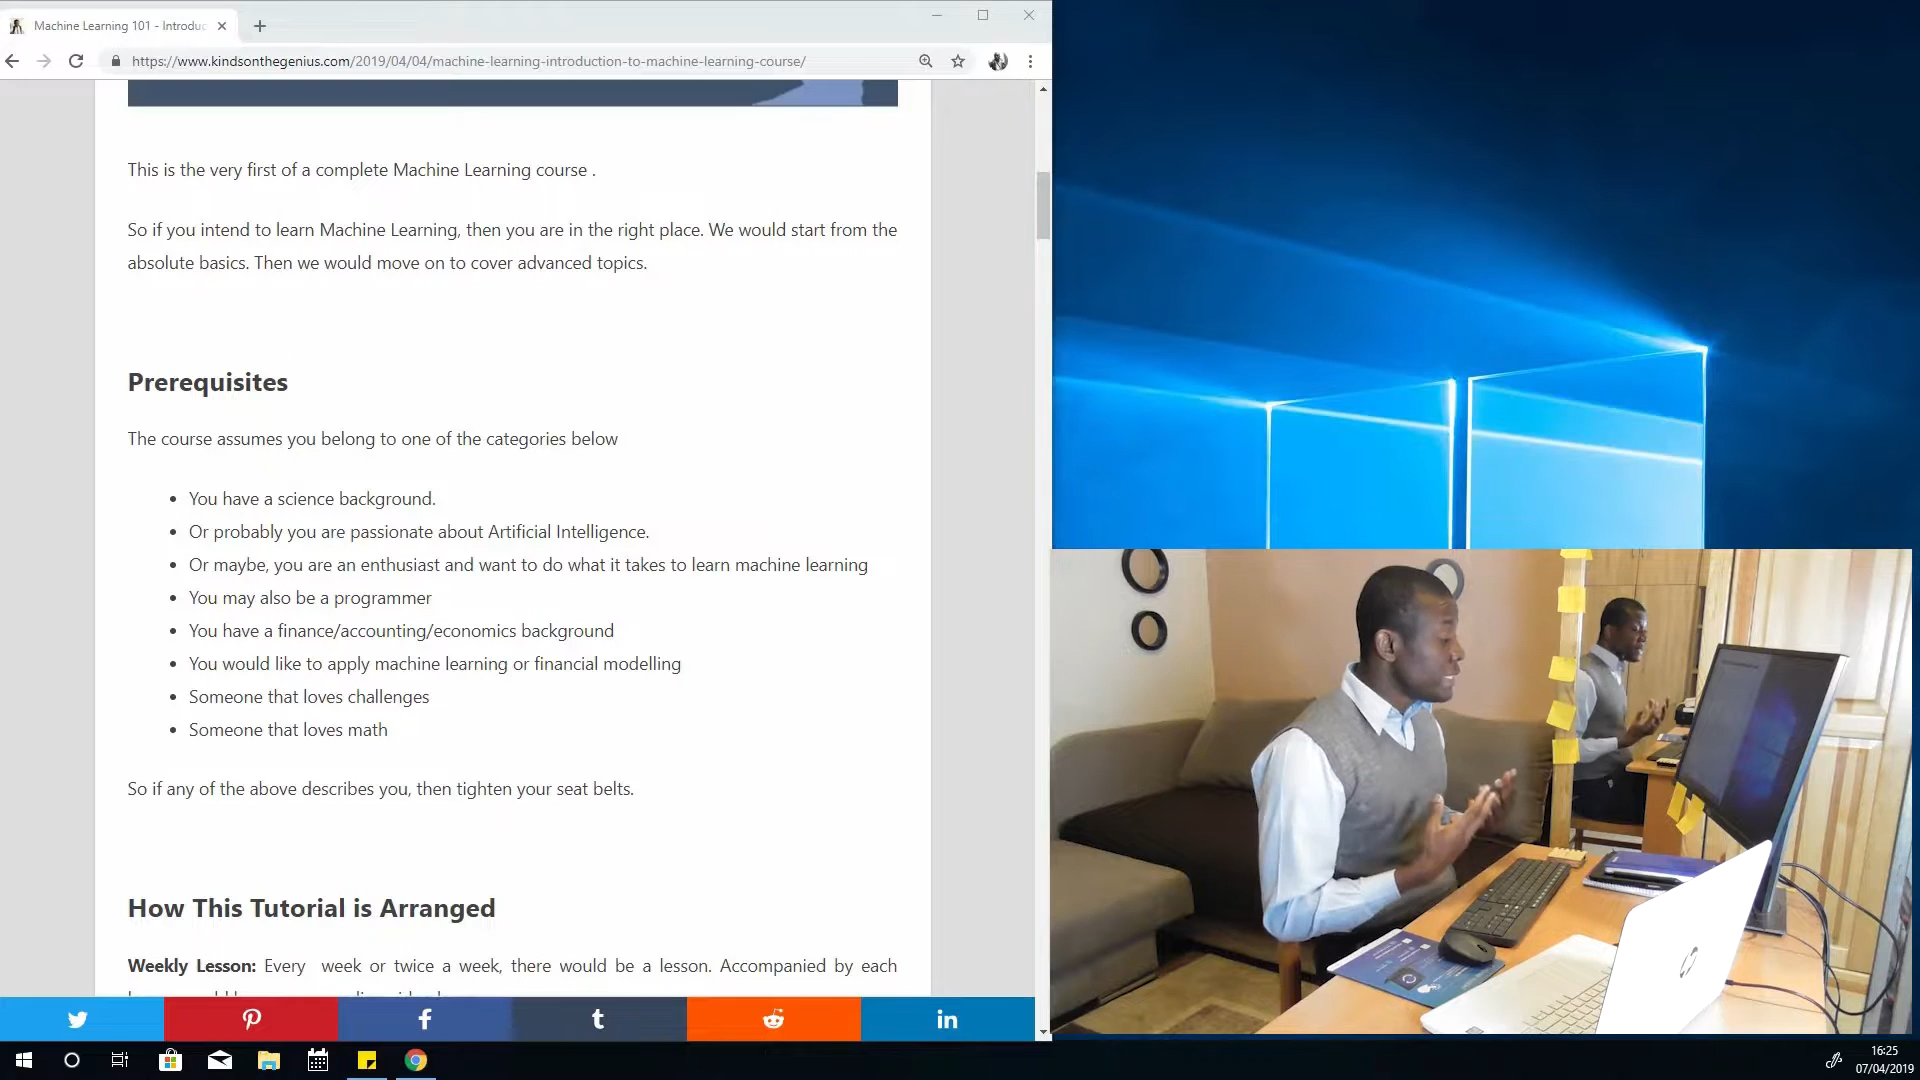 Machine Learning 101 - Introduc
https://www.kindsonthegenius.com/2019/04/04/machine-learning-introduction-to-machine-learning-course/
This is the very first of a complete Machine Learning course .
So if you intend to learn Machine Learning, then you are in the right place. We would start from the
absolute basics. Then we would move on to cover advanced topics.
Prerequisites
The course assumes you belong to one of the categories below
• You have a science background.
• Or probably you are passionate about Artificial Intelligence.
• Or maybe, you are an enthusiast and want to do what it takes to learn machine learning
• You may also be a programmer
• You have a finance/accounting/economics background
• You would like to apply machine learning or financial modelling
• Someone that loves challenges
• Someone that loves math
So if any of the above describes you, then tighten your seat belts.
How This Tutorial is Arranged
Weekly Lesson: Every week or twice a week, there would be a lesson. Accompanied by each
16:25
07/04/2019